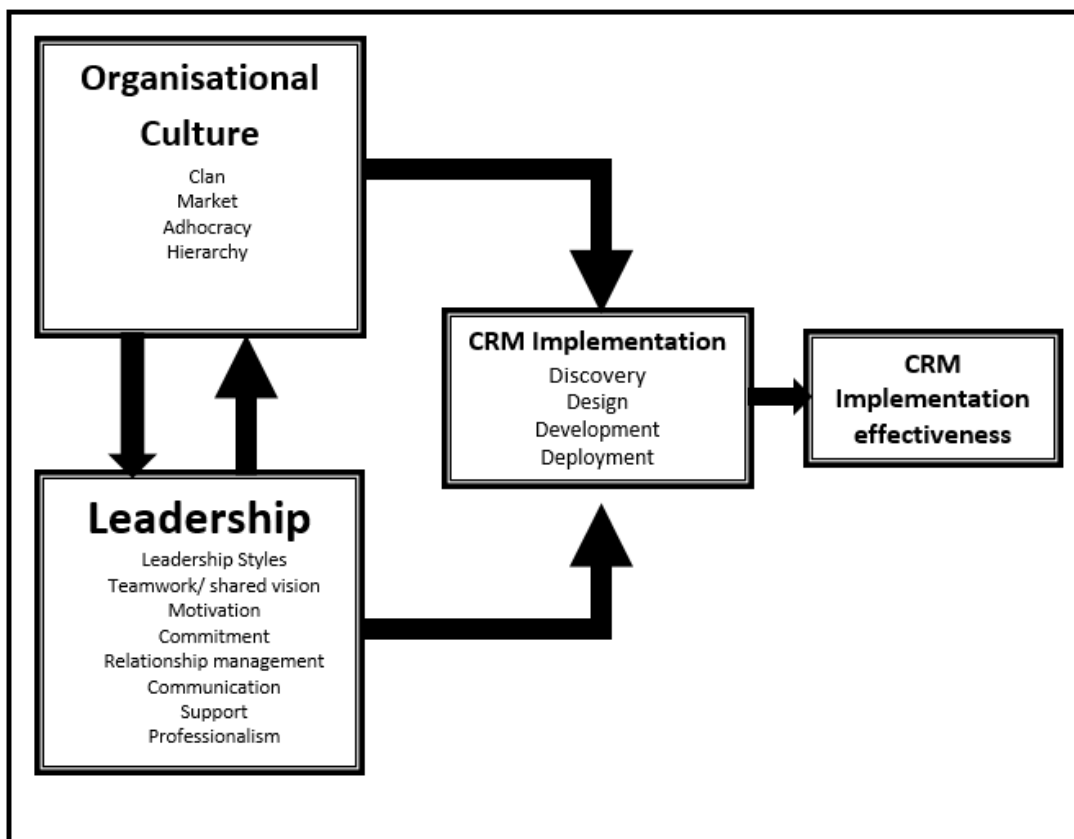 Organisational
Culture
Clan
Market
Adhocracy
Hierarchy
Leadership
Leadership Styles
Teamwork/ shared vision
Motivation
Commitment
Relationship management
Communication
Support
Professionalism
CRM Implementation
Discovery
Design
Development
Deployment
CRM
Implementation
effectiveness